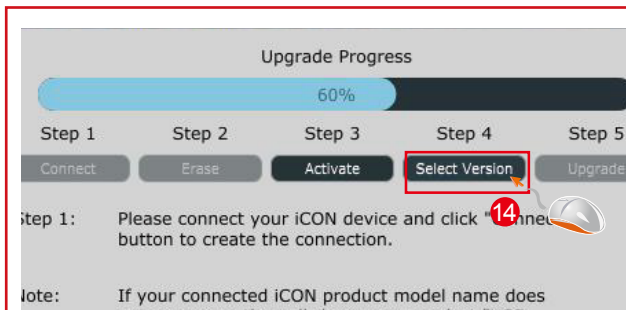 Upgrade Progress
60%
Step 1 Step 2 Step 3 Step 4 Step 5
Connect Erase Activate Select Version Upgrade
Step 1: Please connect your iCON device and click "
14
button to create the connection.
Note: If your connected iCON product model name does